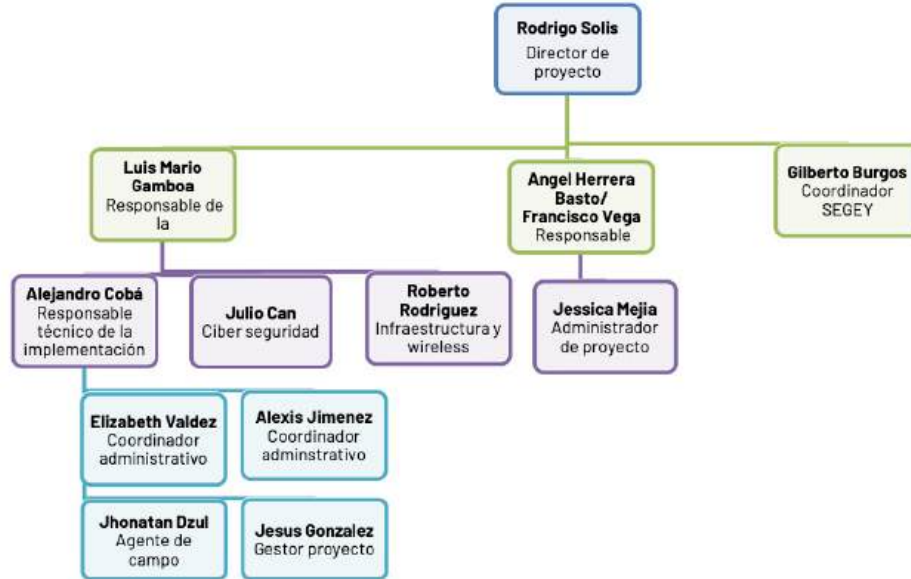 Rodrigo Solis
Director de
proyecto
Luis Mario
Gamboa
Responsable de
la
Angel Herrera
Basto/
Francisco Vega
Responsable
Gilberto Burgos
Coordinador
SEGEY
Alejandro Cobá
Responsable
técnico de la
implementación
Julio Can
Ciber seguridad
Roberto
Rodriguez
Infraestructura y
wireless
Jessica Mejia
Administrador
de proyecto
Elizabeth Valdez
Coordinador
administrativo
Alexis Jimenez
Coordinador
adminstrativo
Jhonatan Dzul
Agente de
campo
Jesus Gonzalez
Gestor proyecto